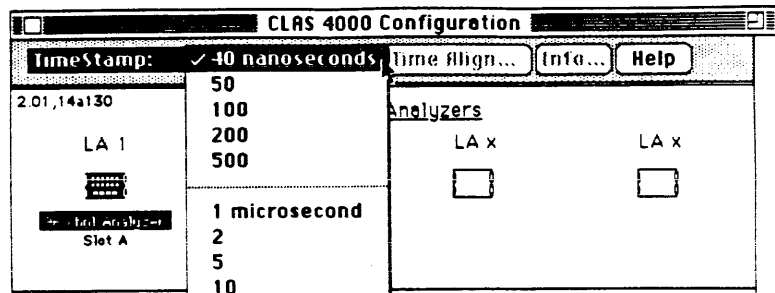 CLAS 4000 Configuration
TimeStamp: ✓ 40 nanoseconds Time Align... Info... Help
50
2.01,14a130
100 Analyzers
200
LA 1 LA x LA x
500
1 microsecond
Analyzer
Slot A
2
5
10